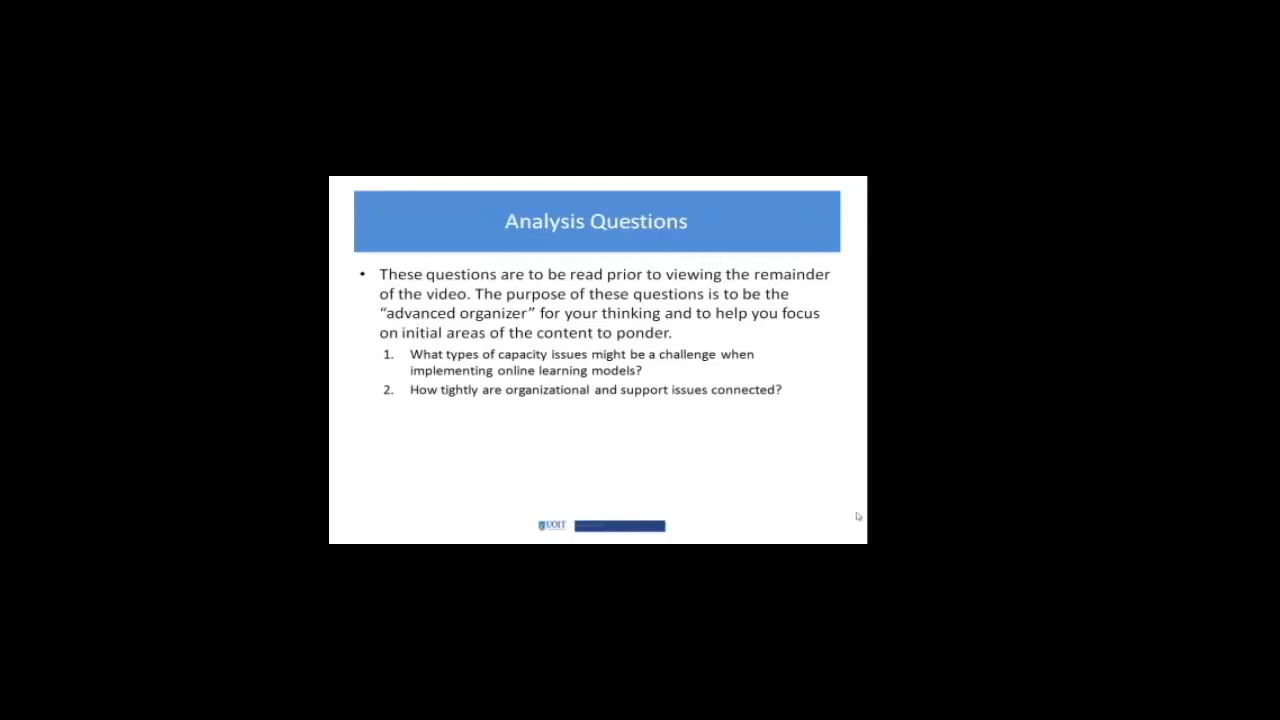 Analysis Questions
• These questions are to be read prior to viewing the remainder
of the video. The purpose of these questions is to be the
“advanced organizer” for your thinking and to help you focus
on initial areas of the content to ponder.
1. What types of capacity issues might be a challenge when
implementing online learning models?
2. How tightly are organizational and support issues connected?
UOIT